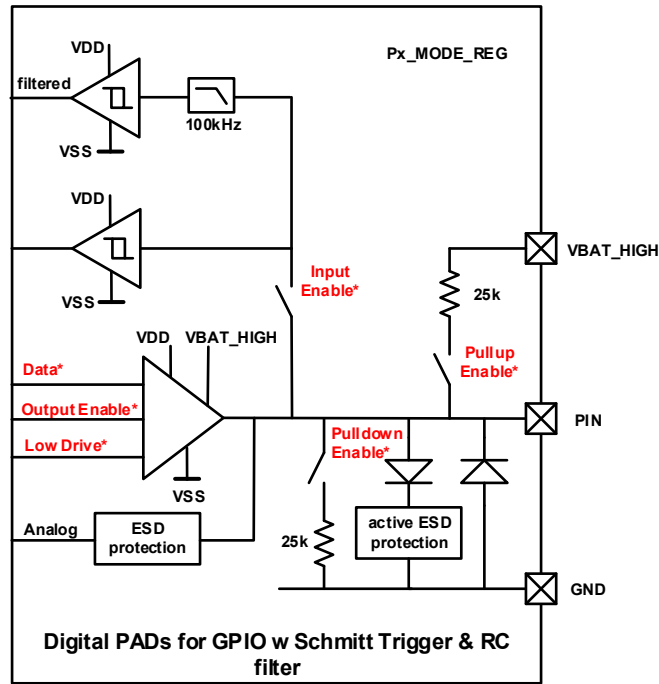 VDD
Px_MODE_REG
filtered
100kHz
VSS
VDD
VBAT_HIGH
Input
Enable*
25k
VSS
VDD
VBAT_HIGH
Pull up
Enable*
Data*
Output Enable*
PIN
Low Drive*
Pulldown
Enable*
VSS
Analog
ESD
protection
active ESD
protection
25k
GND
Digital PADs for GPIO w Schmitt Trigger & RC
filter